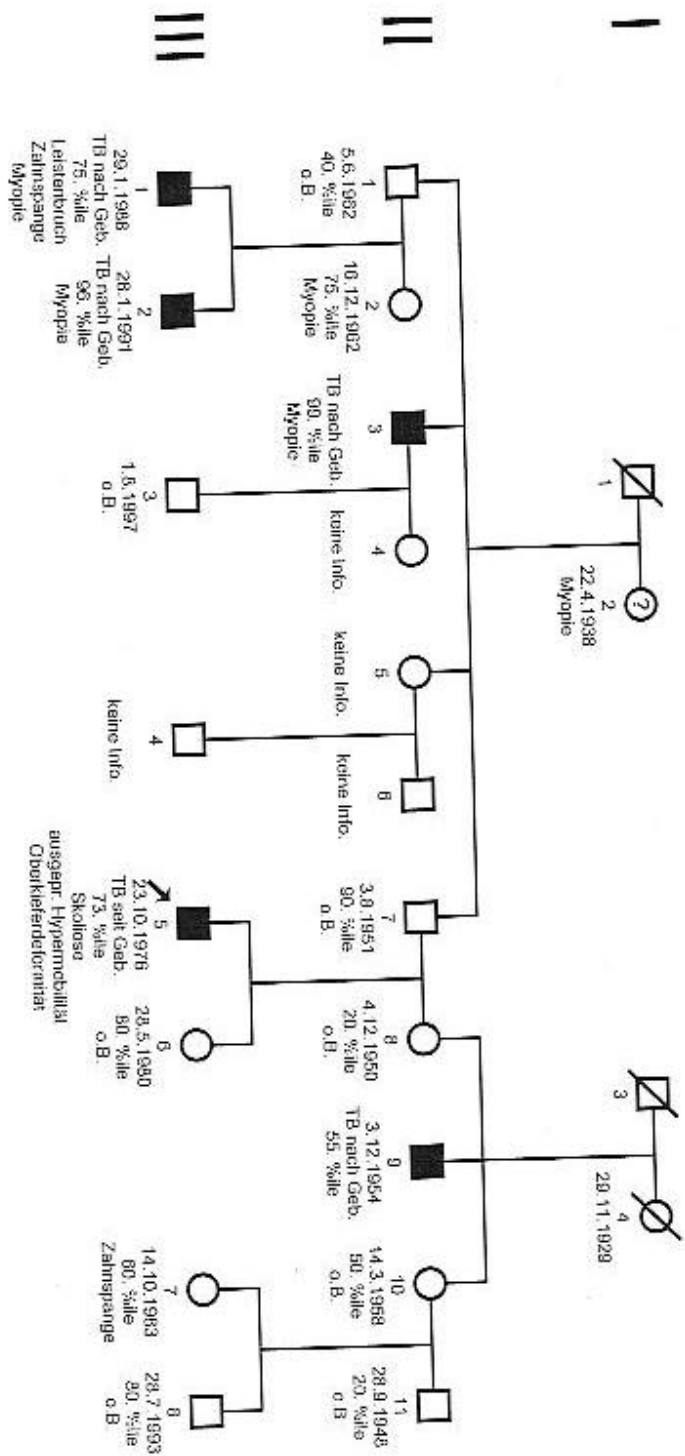 I
1
2
22.4.1938
Myopie
?
3
4
29.11.1929
II
1
5.6.1962
40. %ile
o.B.
2
16.12.1962
75. %ile
Myopie
3
TB nach Geb.
99. %ile
Myopie
4
keine Info.
5
keine Info.
6
keine Info.
7
3.8.1951
90. %ile
o.B.
8
4.12.1950
20. %ile
o.B.
9
3.12.1954
TB nach Geb.
55. %ile
10
14.3.1958
50. %ile
o.B.
11
28.9.1948
20. %ile
o.B
III
1
29.1.1988
TB nach Geb.
75. %ile
Leistenbruch
Zahnspange
Myopie
2
28.1.1991
TB nach Geb.
96. %ile
Myopie
3
1.8.1997
o.B.
4
keine Info.
5
23.10.1976
TB seit Geb.
73. %ile
Skoliose
ausgepr. Hypermobilität
Oberkieferdeformität
6
28.5.1980
80. %ile
o.B.
7
14.10.1983
60. %ile
Zahnspange
8
28.7.1993
80. %ile
o.B